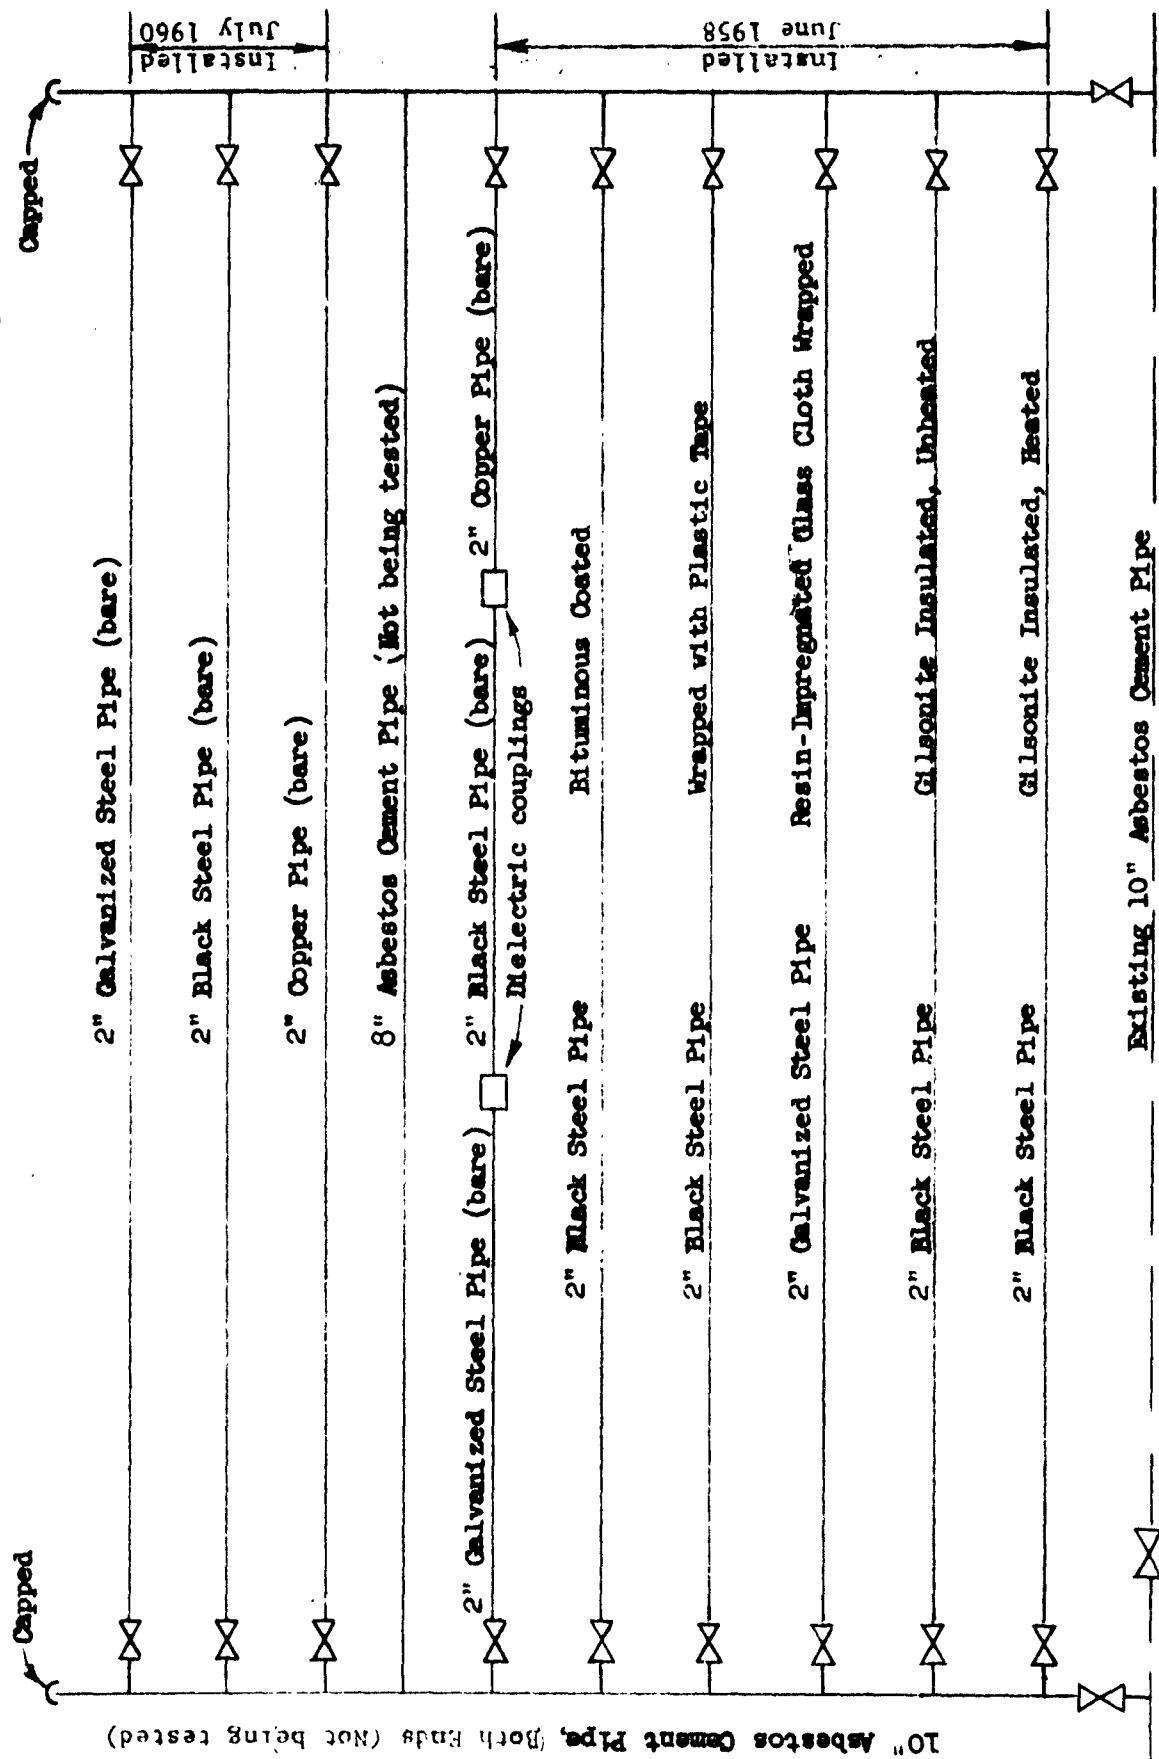 Capped
Capped
Installed
July 1960
Installed
June 1958
2" Galvanized Steel Pipe (bare)
2" Black Steel Pipe (bare)
2" Copper Pipe (bare)
8" Asbestos Cement Pipe (Not being tested)
2" Galvanized Steel Pipe (bare)
2" Black Steel Pipe (bare)
2" Copper Pipe (bare)
Dielectric couplings
2" Black Steel Pipe
Bituminous Coated
2" Black Steel Pipe
Wrapped with Plastic Tape
2" Galvanized Steel Pipe
Resin-Impregnated Glass Cloth Wrapped
2" Black Steel Pipe
Gilsonite Insulated, Unheated
2" Black Steel Pipe
Gilsonite Insulated, Heated
Existing 10" Asbestos Cement Pipe
10" Asbestos Cement Pipe, Both Ends (Not being tested)